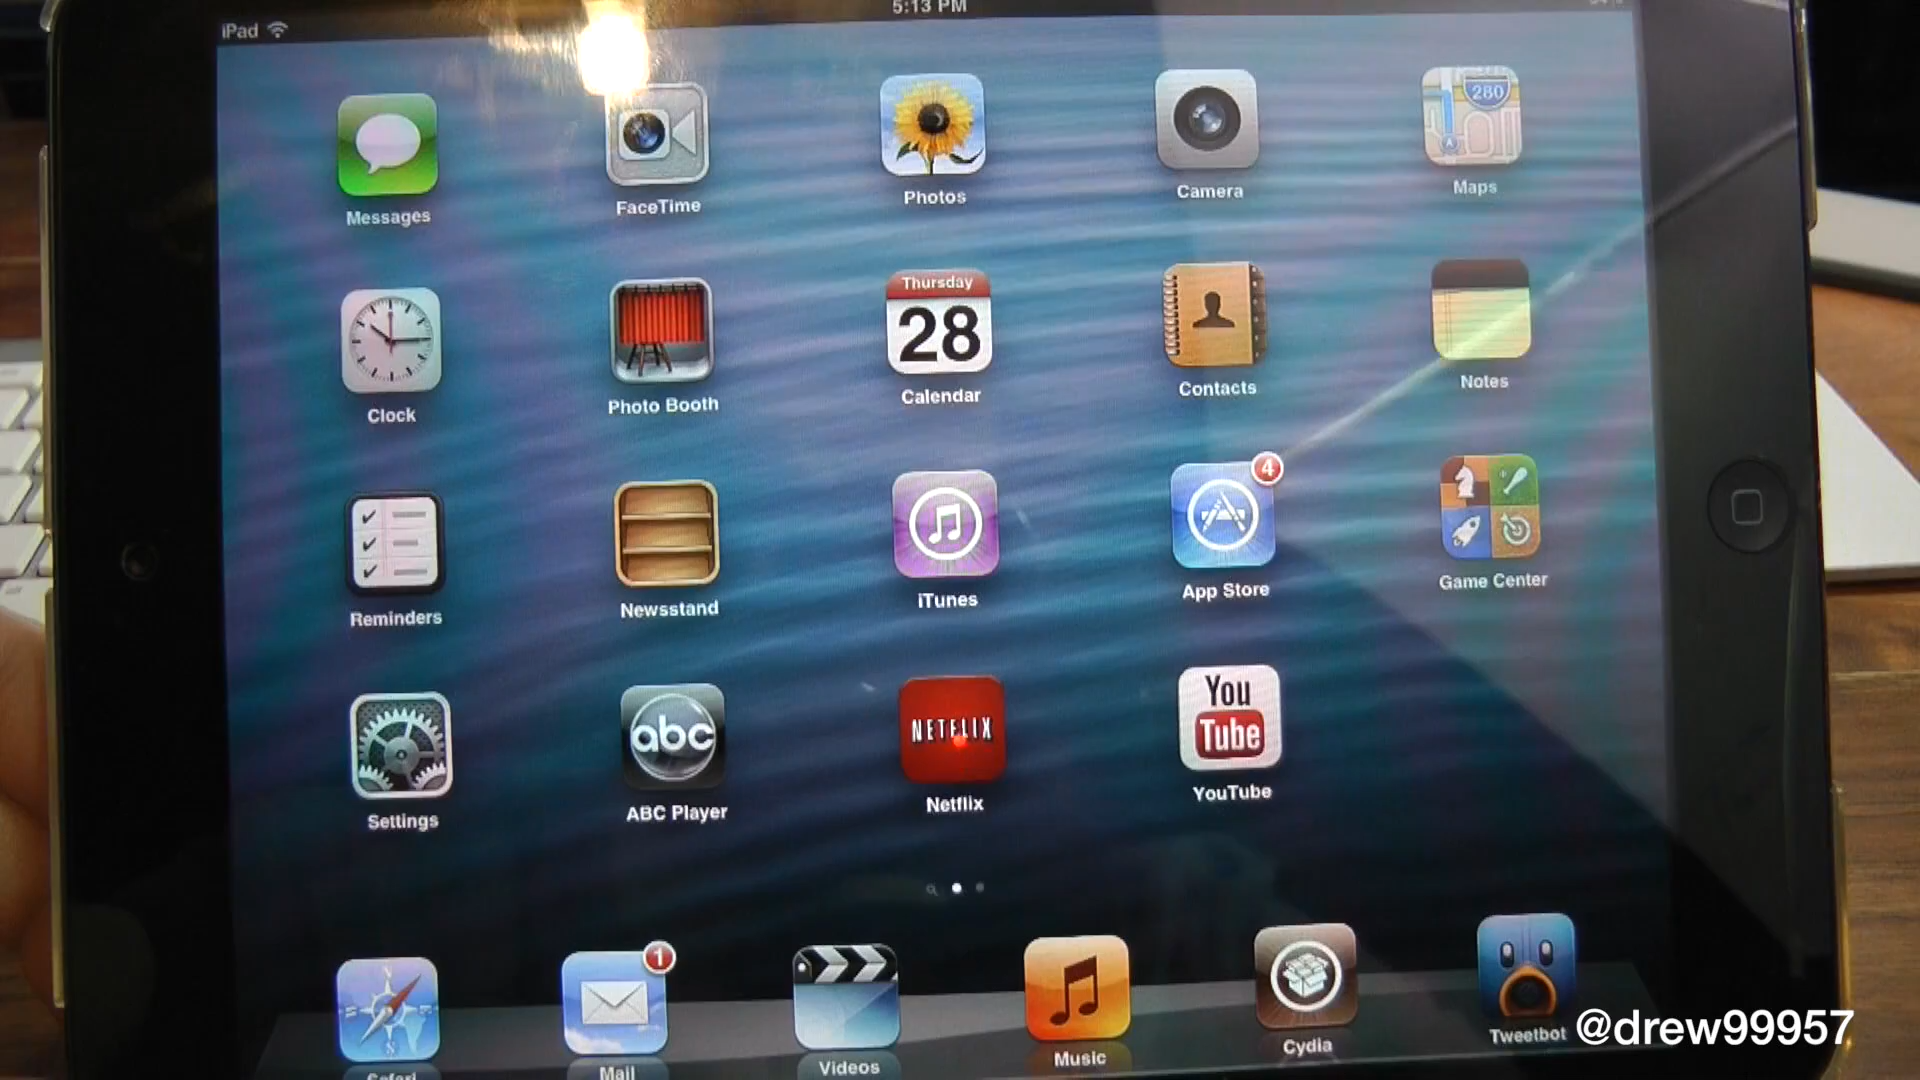 iPad
5:13 PM
280
Messages
FaceTime
Photos
Camera
Maps
Thursday
28
Clock
Photo Booth
Calendar
Contacts
Notes
4
Reminders
Newsstand
iTunes
App Store
Game Center
abc
NETFLIX
You
Tube
Settings
ABC Player
Netflix
YouTube
1
Safari
Mail
Videos
Music
Cydia
Tweetbot
@drew99957